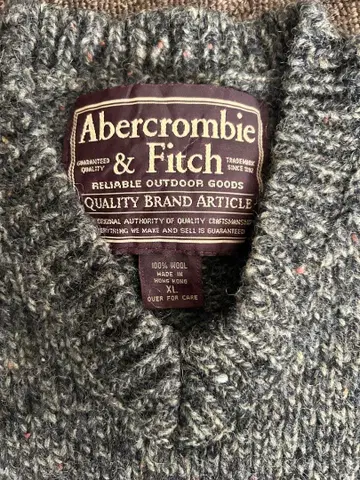 Abercrombie
& Fitch
GUARANTEED
QUALITY
TRADEMARK
SINCE 1892
RELIABLE OUTDOOR GOODS
QUALITY BRAND ARTICLE
ORIGINAL AUTHORITY OF QUALITY CRAFTSMANSHIP
EVERYTHING WE MAKE AND SELL IS GUARANTEED
100% WOOL
MADE IN
HONG KONG
XL
OVER FOR CARE